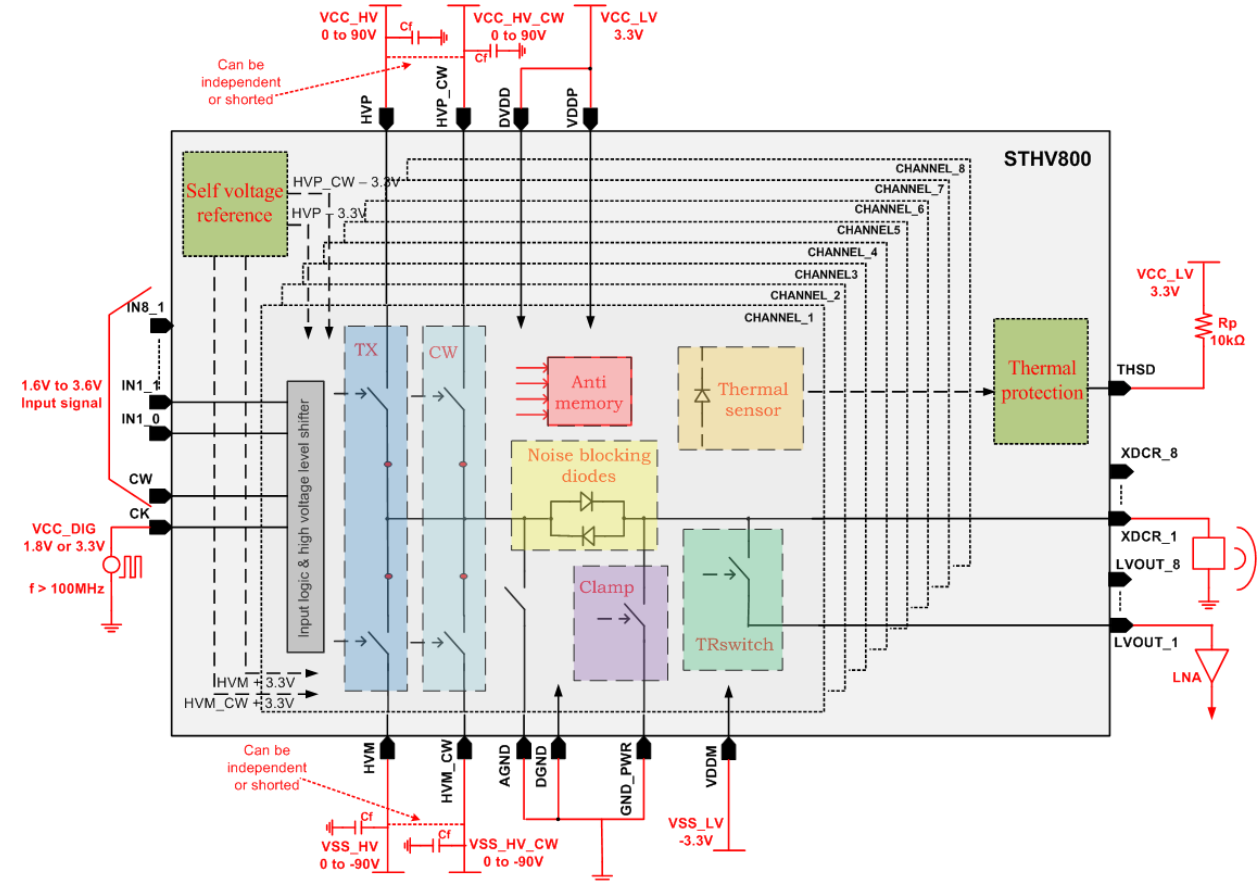 VCC_HV
0 to 90V
Cf
VCC_HV_CW
0 to 90V
Cf
VCC_LV
3.3V
Can be
independent
or shorted
HVP
HVP_CW
DVDD
VDDP
STHV800
Self voltage
reference
HVP_CW – 3.3V
HVP – 3.3V
CHANNEL_8
CHANNEL_7
CHANNEL_6
CHANNEL5
CHANNEL_4
CHANNEL3
CHANNEL_2
CHANNEL_1
VCC_LV
3.3V
Rp
10kΩ
IN8_1
1.6V to 3.6V
Input signal
IN1_1
IN1_0
CW
CK
VCC_DIG
1.8V or 3.3V
f > 100MHz
Input logic & high voltage level shifter
TX
CW
Anti
memory
Thermal
sensor
Thermal
protection
THSD
Noise blocking
diodes
XDCR_8
XDCR_1
LVOUT_8
LVOUT_1
LNA
Clamp
TRswitch
HVM + 3.3V
HVM_CW + 3.3V
Can be
independent
or shorted
HVM
HVM_CW
AGND
DGND
GND_PWR
VDDM
Cf
VSS_HV
0 to -90V
Cf
VSS_HV_CW
0 to -90V
VSS_LV
-3.3V